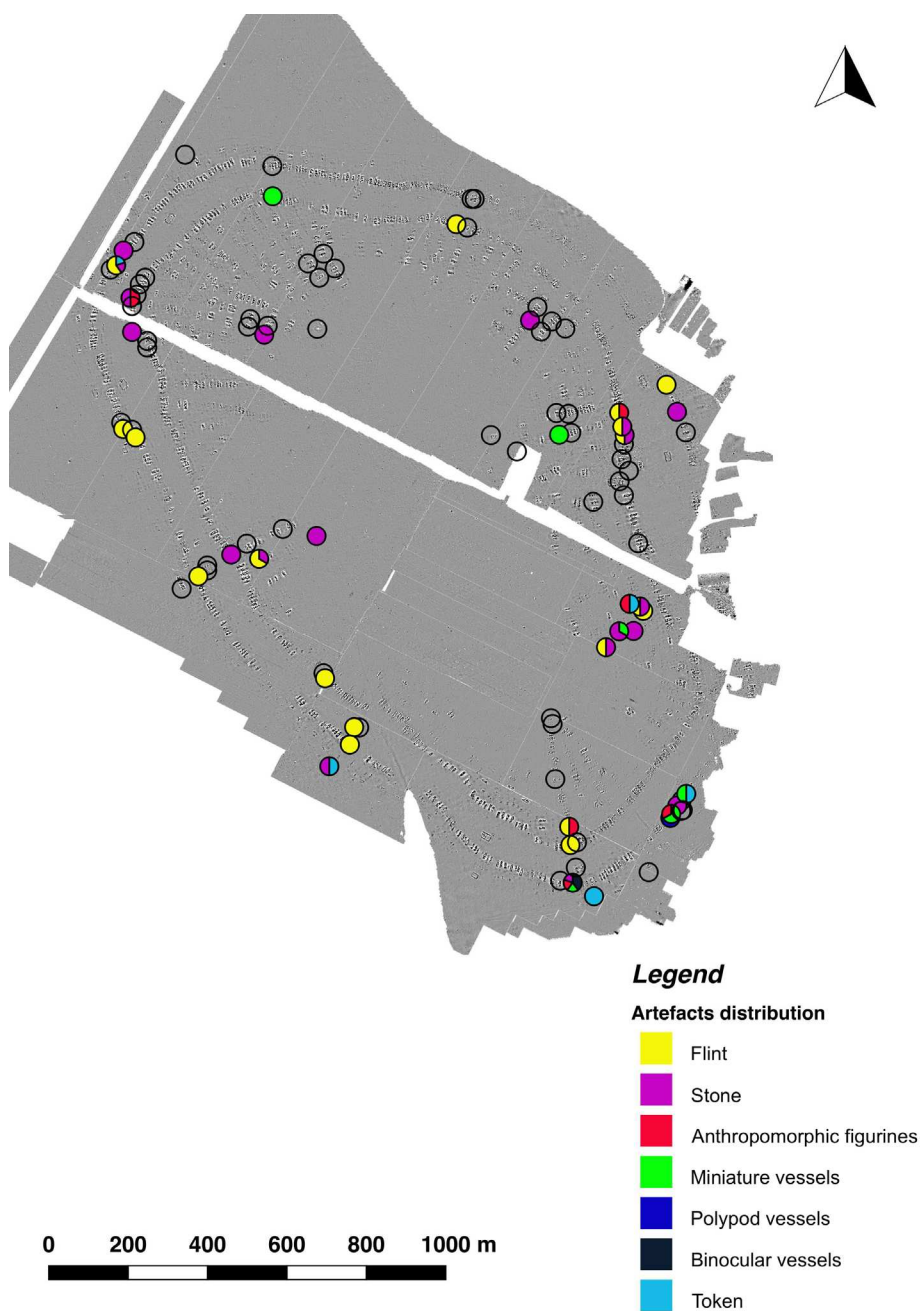 Legend
Artefacts distribution
Flint
Stone
Anthropomorphic figurines
Miniature vessels
Polypod vessels
Binocular vessels
Token
0 200 400 600 1000 m